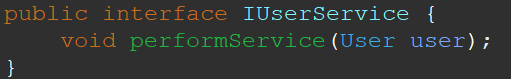 public interface IUserService {
    void performService(User user);
}